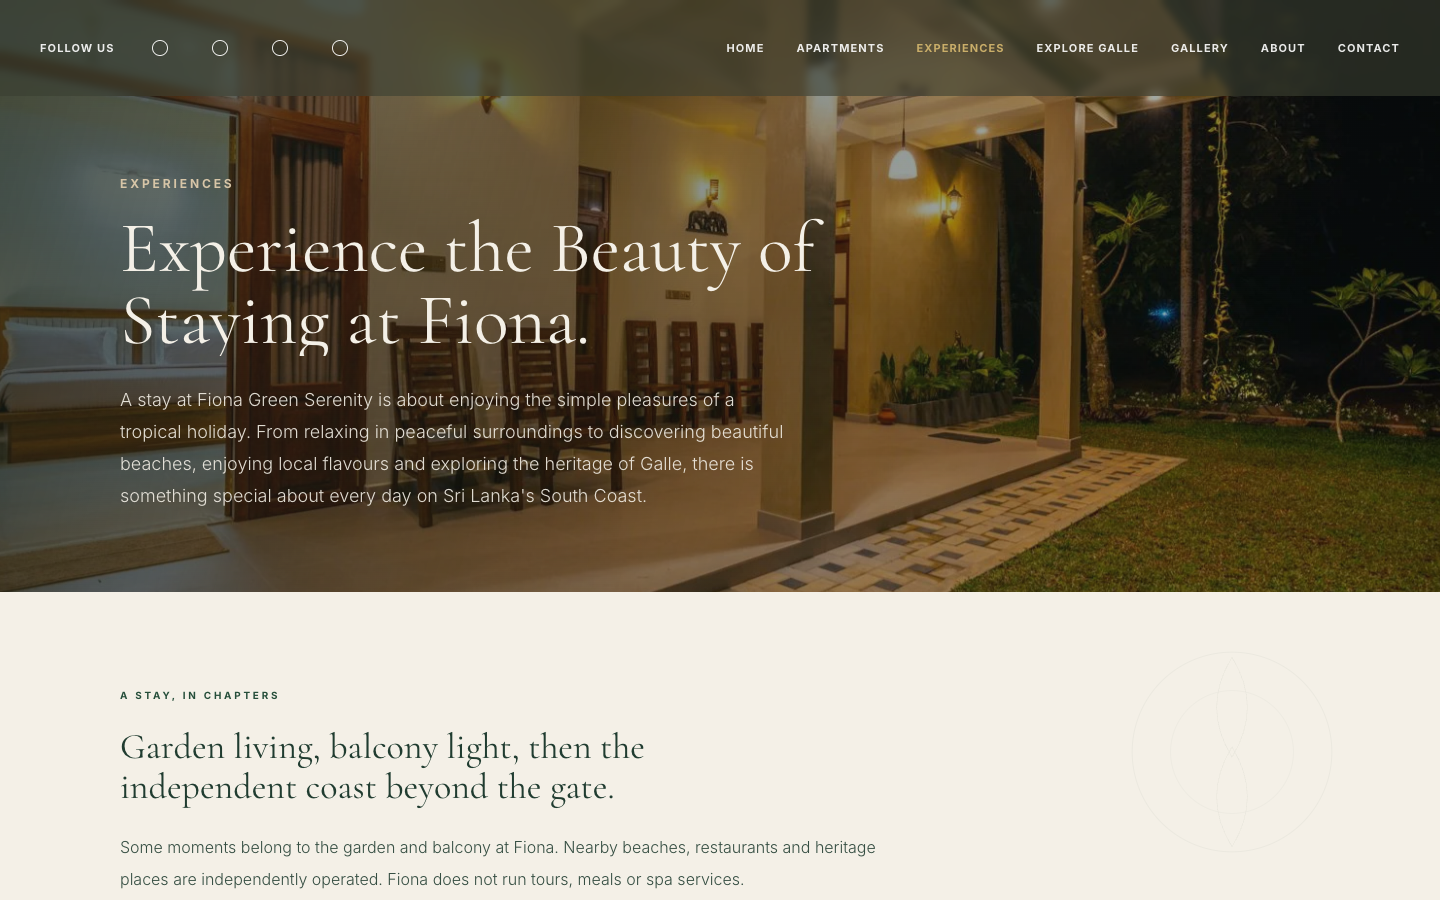 FOLLOW US
HOME APARTMENTS EXPERIENCES EXPLORE GALLE GALLERY ABOUT CONTACT
EXPERIENCES
Experience the Beauty of
Staying at Fiona.
A stay at Fiona Green Serenity is about enjoying the simple pleasures of a
tropical holiday. From relaxing in peaceful surroundings to discovering beautiful
beaches, enjoying local flavours and exploring the heritage of Galle, there is
something special about every day on Sri Lanka's South Coast.
A STAY, IN CHAPTERS
Garden living, balcony light, then the
independent coast beyond the gate.
Some moments belong to the garden and balcony at Fiona. Nearby beaches, restaurants and heritage
places are independently operated. Fiona does not run tours, meals or spa services.